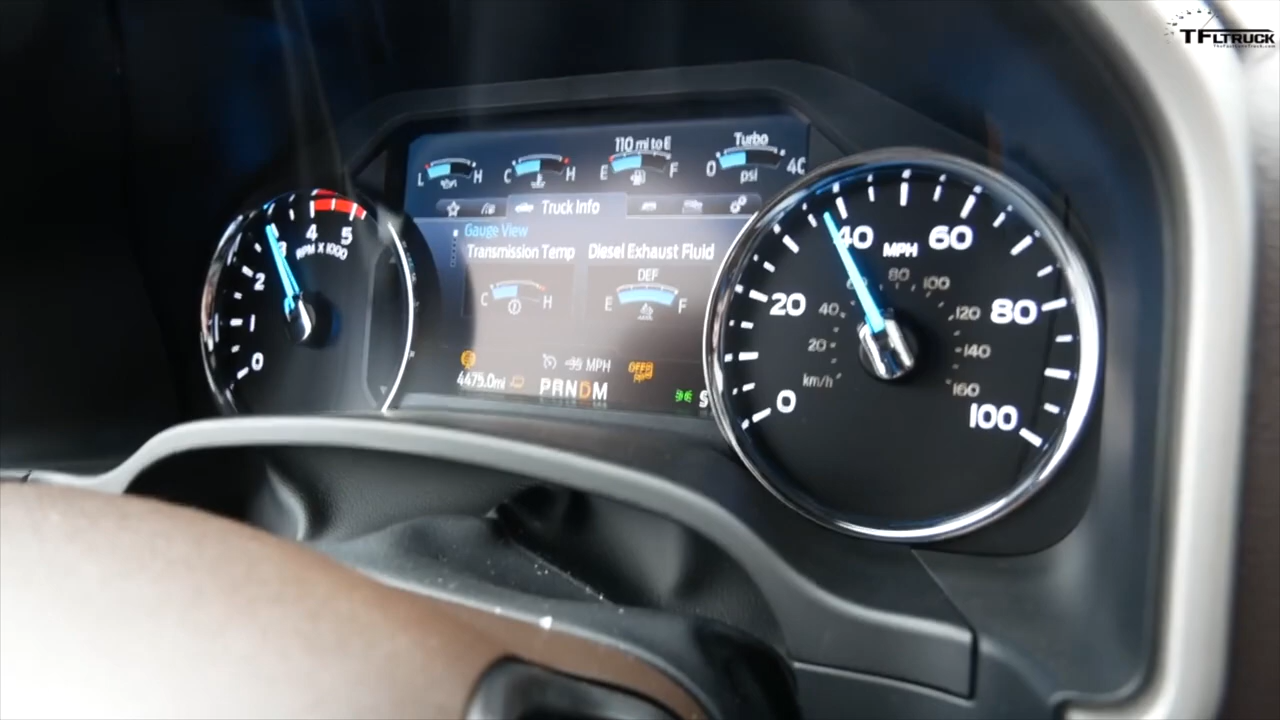 TFLTRUCK
110 mi to E
Turbo
L H
C H
E F
0 40
psi
Truck Info
Gauge View
Transmission Temp
Diesel Exhaust Fluid
DEF
C H
E F
MPH
4475.0mi
PRNDM
OFF
S
0
2
3
4
5
RPM X 1000
0
20
40
60
80
100
MPH
20
40
80
100
120
140
160
km/h